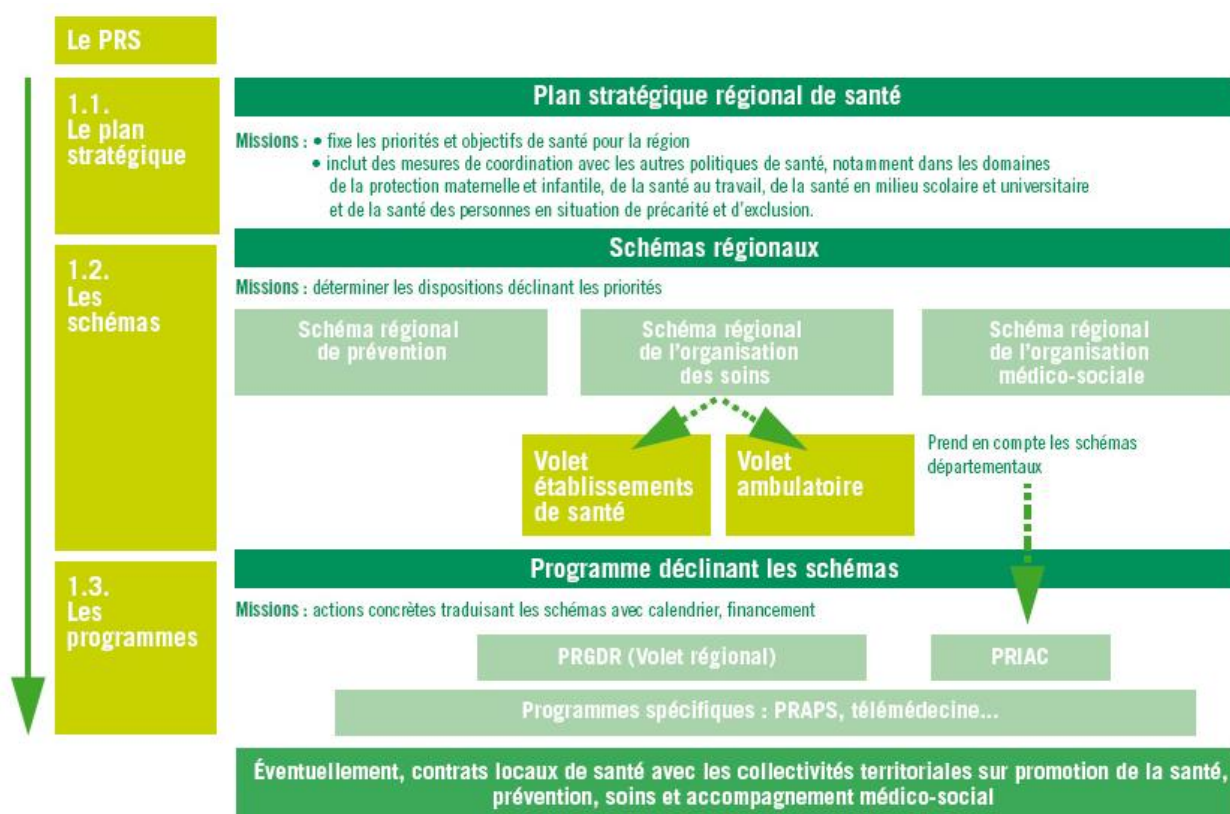 Le PRS
1.1.
Le plan
stratégique
Plan stratégique régional de santé
Missions : • fixe les priorités et objectifs de santé pour la région
• inclut des mesures de coordination avec les autres politiques de santé, notamment dans les domaines
de la protection maternelle et infantile, de la santé au travail, de la santé en milieu scolaire et universitaire
et de la santé des personnes en situation de précarité et d'exclusion.
1.2.
Les
schémas
Schémas régionaux
Missions : déterminer les dispositions déclinant les priorités
Schéma régional
de prévention
Schéma régional
de l'organisation
des soins
Schéma régional
de l'organisation
médico-sociale
Volet
établissements
de santé
Volet
ambulatoire
Prend en compte les schémas
départementaux
1.3.
Les
programmes
Programme déclinant les schémas
Missions : actions concrètes traduisant les schémas avec calendrier, financement
PRGDR (Volet régional)
PRIAC
Programmes spécifiques : PRAPS, télémédecine...
Éventuellement, contrats locaux de santé avec les collectivités territoriales sur promotion de la santé,
prévention, soins et accompagnement médico-social